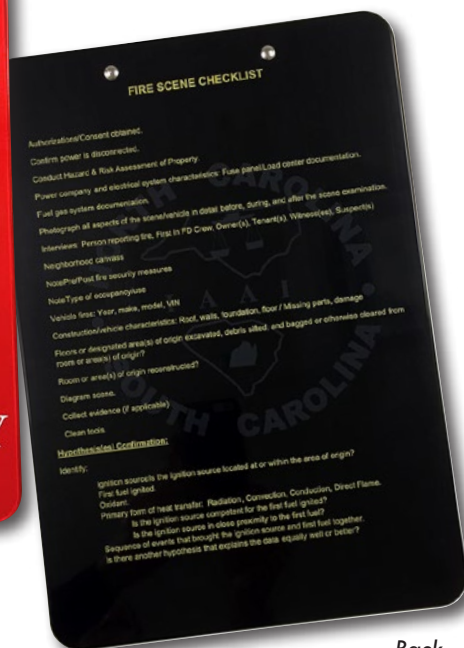 FIRE SCENE CHECKLIST
Authorizations/Consent obtained.
Confirm power is disconnected.
Conduct Hazard & Risk Assessment of Property.
Power company and electrical system characteristics: Fuse panel/Load center documentation.
Fuel gas system documentation
Photograph all aspects of the scene/vehicle in detail before, during, and after the scene examination.
Interviews: Person reporting fire, First in FD Crew, Owner(s), Tenant(s), Witness(es), Suspect(s)
Neighborhood canvass
Note Pre/Post fire security measures
Note Type of occupancy/use
Vehicle fires: Year, make, model, VIN
Construction/vehicle characteristics: Roof, walls, foundation, floor / Missing parts, damage
Floors or designated area(s) of origin excavated, debris sifted, and bagged or otherwise cleared from
room or area(s) of origin?
Room or area(s) of origin reconstructed?
Diagram scene.
Collect evidence (if applicable)
Clean tools.
Hypothesis(es) Confirmation:
Identify:
Ignition source/Is the ignition source located at or within the area of origin?
First fuel ignited.
Oxidant
Primary form of heat transfer: Radiation, Convection, Conduction, Direct Flame.
Is the ignition source competent for the first fuel ignited?
Is the ignition source in close proximity to the first fuel?
Sequence of events that brought the ignition source and first fuel together.
Is there another hypothesis that explains the data equally well or better?
NORTH CAROLINA
A A I
SOUTH CAROLINA
Y
Back